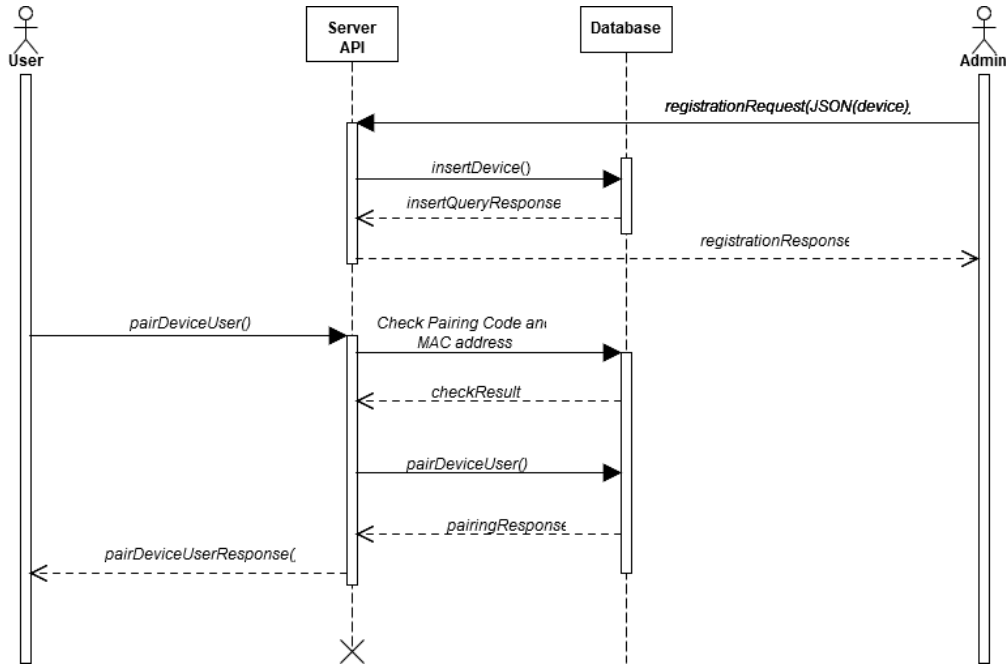 Server
API
Database
User
Admin
registrationRequest(JSON(device)
insertDevice()
insertQueryResponse
registrationResponse
pairDeviceUser()
Check Pairing Code and
MAC address
checkResult
pairDeviceUser()
pairingResponse
pairDeviceUserResponse(